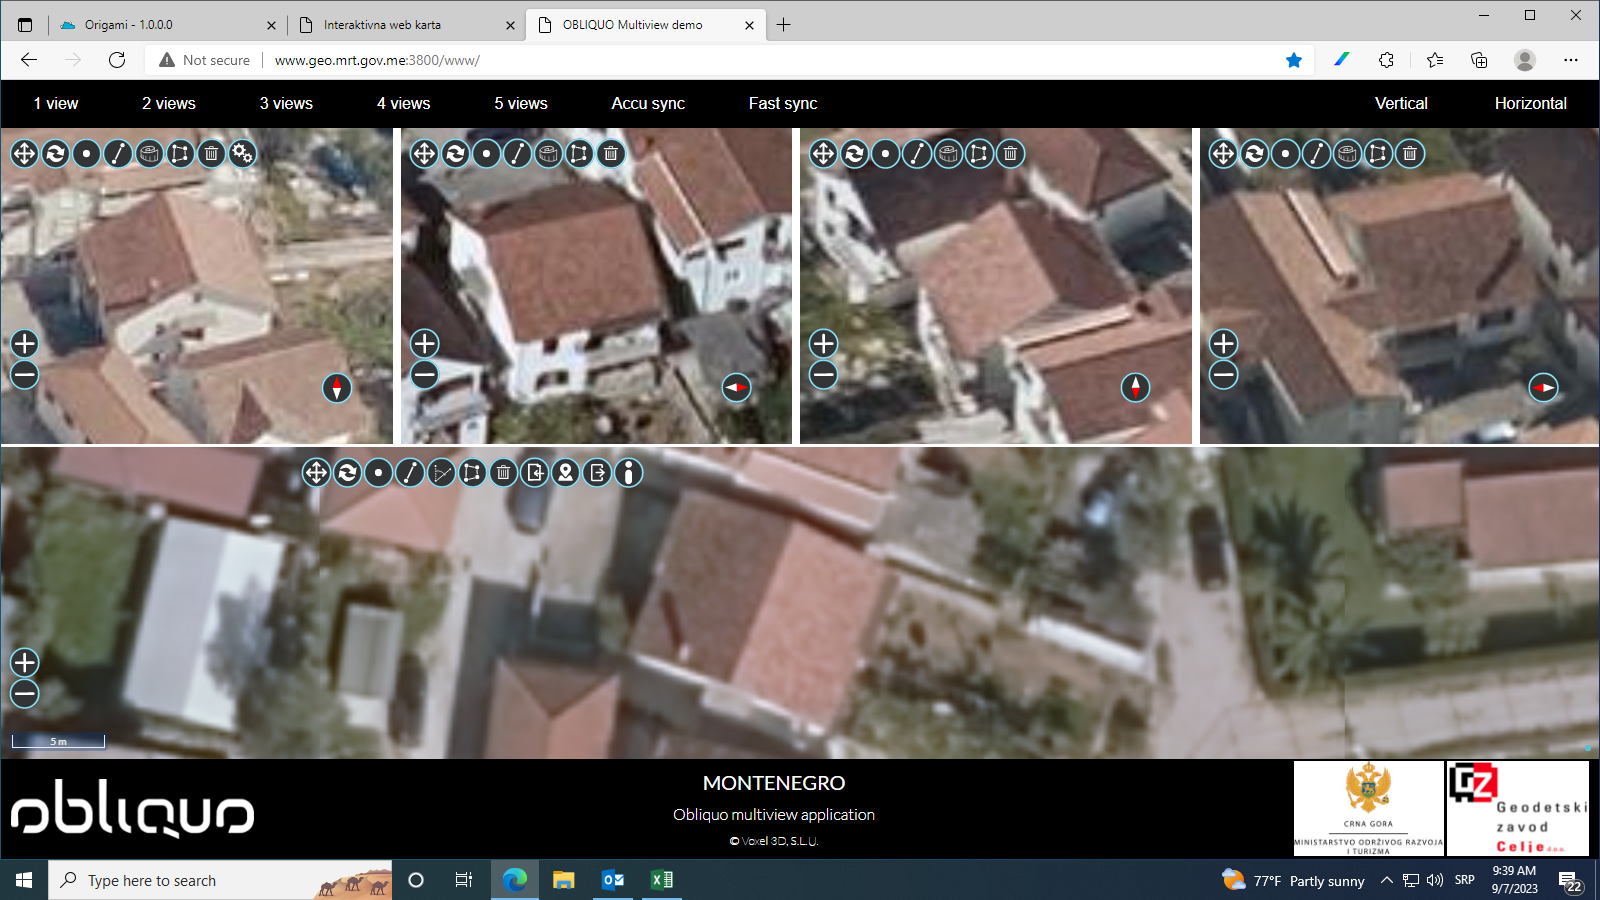 Origami - 1.0.0.0
Interaktivna web karta
OBLIQUO Multiview demo
Not secure
www.geo.mrt.gov.me:3800/www/
1 view
2 views
3 views
4 views
5 views
Accu sync
Fast sync
Vertical
Horizontal
5 m
obliquo
MONTENEGRO
Obliquo multiview application
© Voxel 3D, S.L.U.
CRNA GORA
MINISTARSTVO ODRŽIVOG RAZVOJA
I TURIZMA
GZ
Geodetski
zavod
Celje d.o.o.
Type here to search
77°F Partly sunny
SRP
9:39 AM
9/7/2023
22